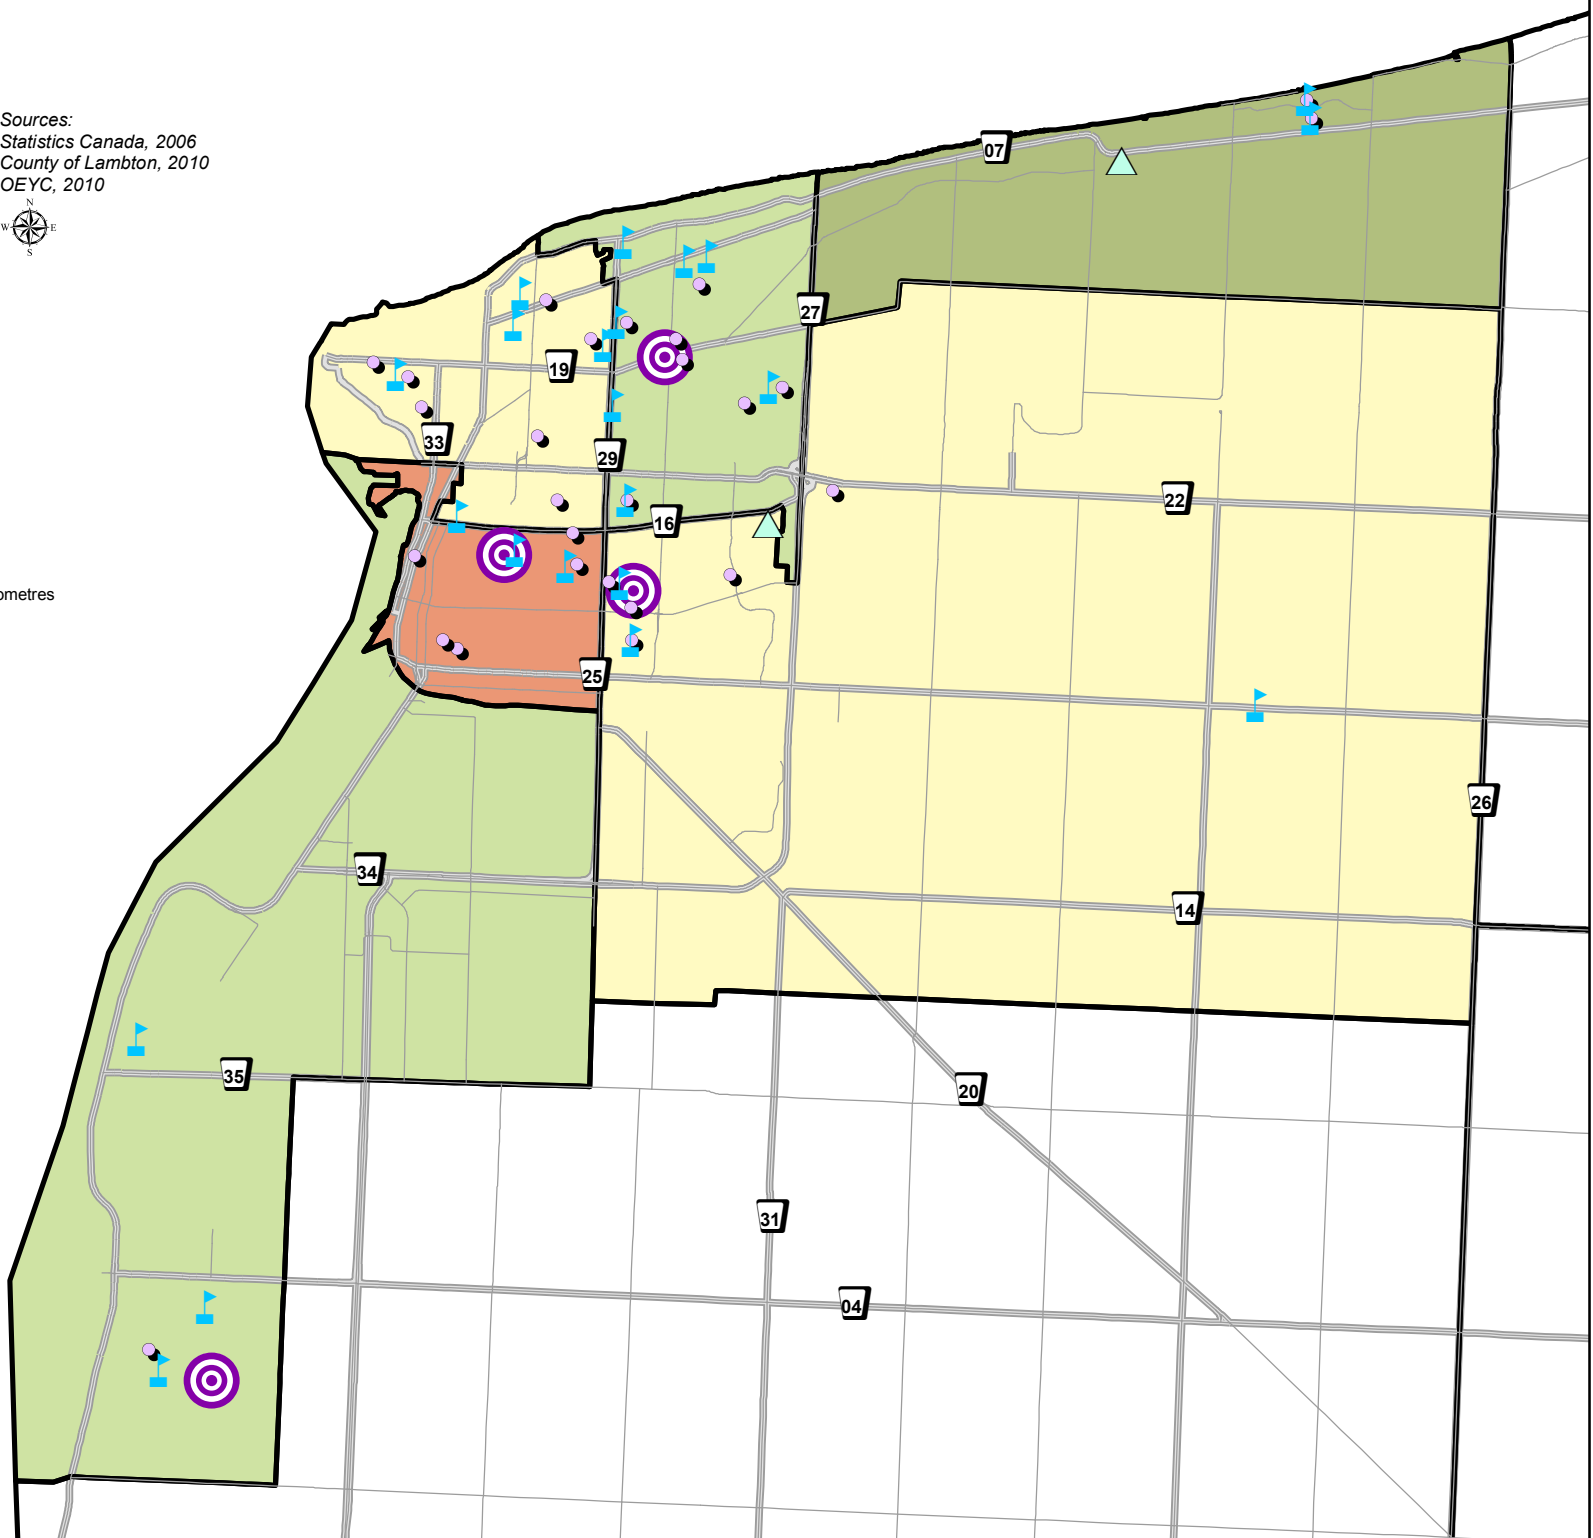 Sources:
Statistics Canada, 2006
County of Lambton, 2010
OEYC, 2010
N
W E
S
07
27
19
33
29
22
16
ometres
25
26
34
14
35
20
31
04